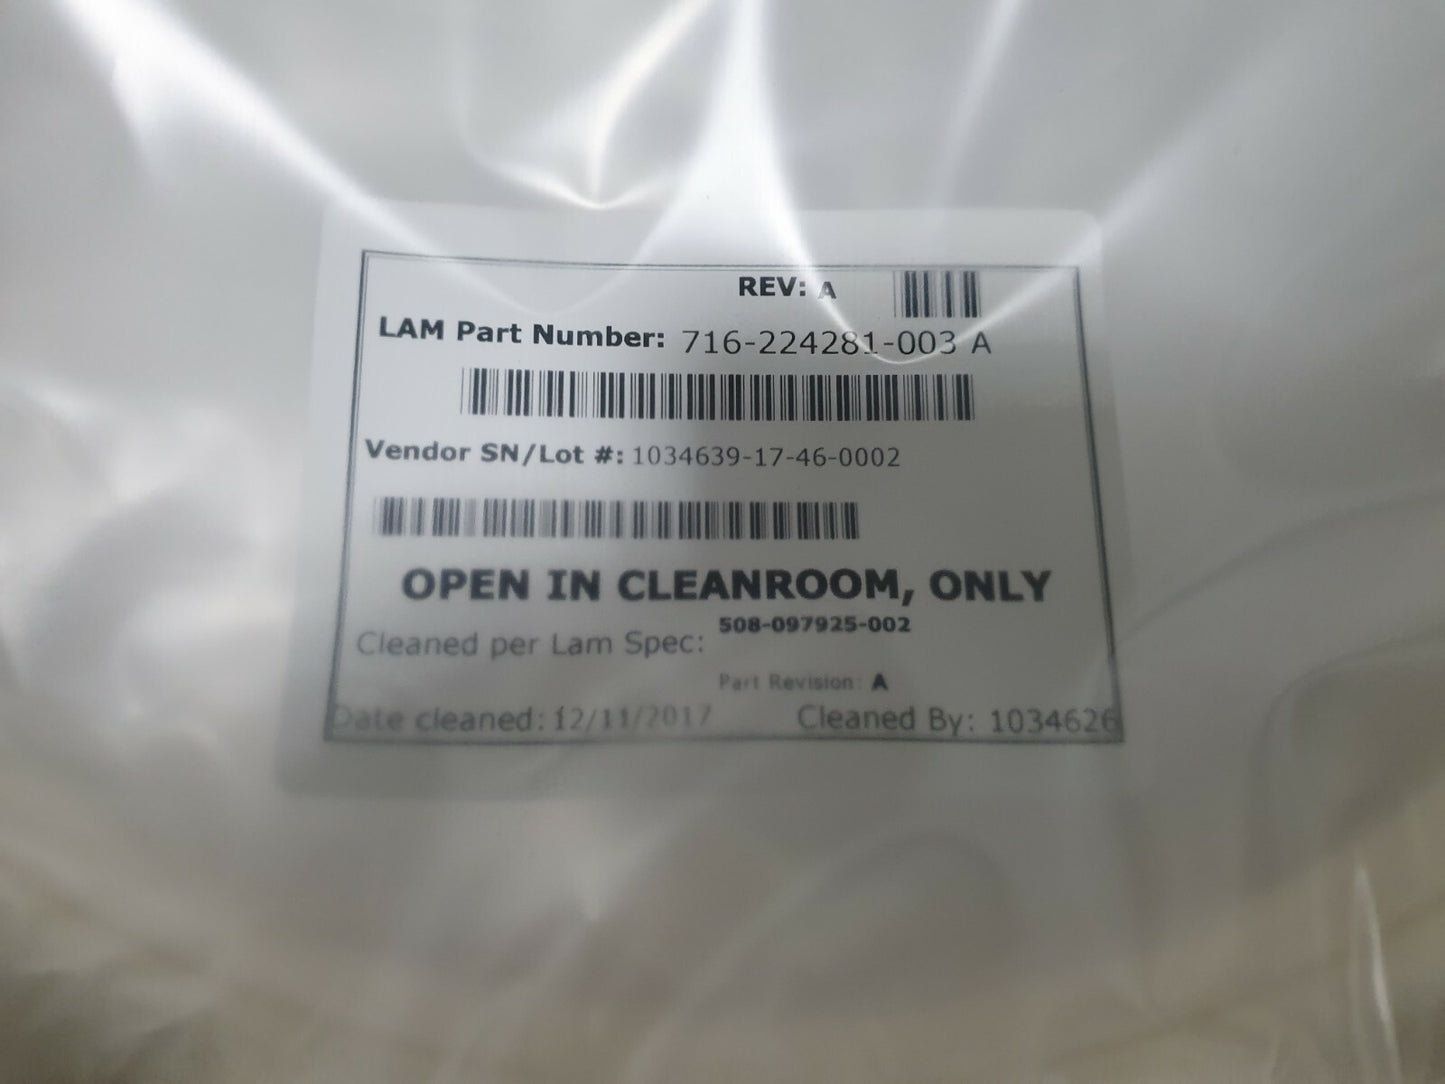 REV: A
LAM Part Number: 716-224281-003 A
Vendor SN/Lot #: 1034639-17-46-0002
OPEN IN CLEANROOM, ONLY
508-097925-002
Cleaned per Lam Spec:
Part Revision: A
Date cleaned: 12/11/2017 Cleaned By: 1034626